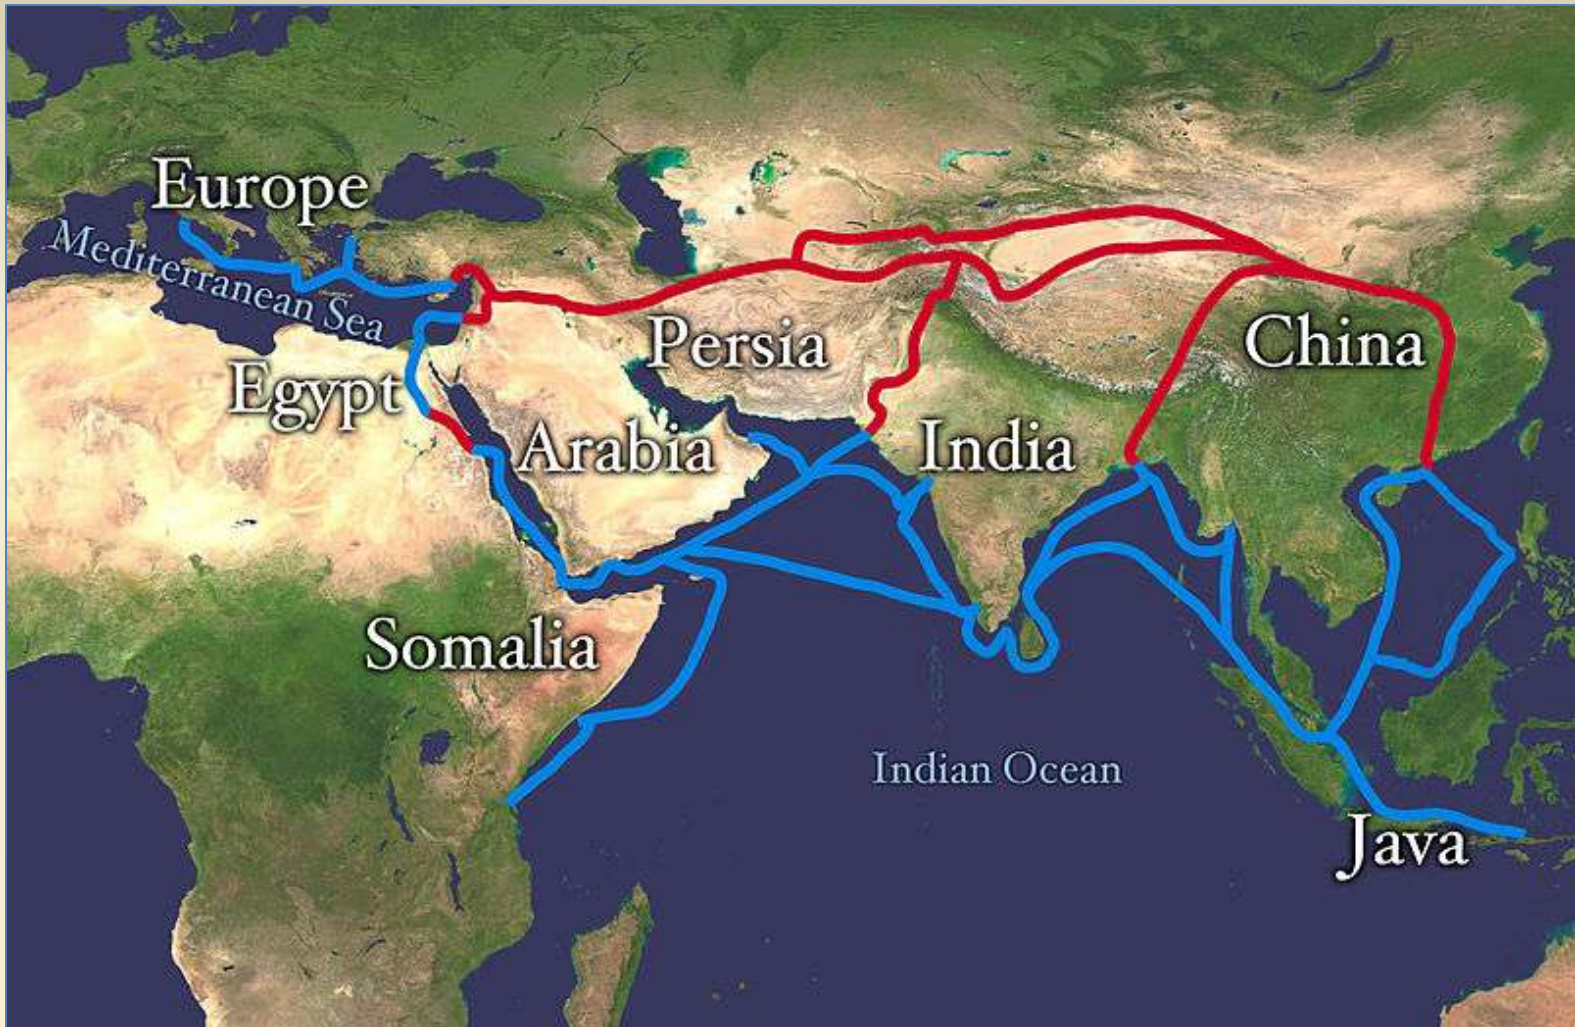 Europe
Mediterranean Sea
Persia
China
Egypt
Arabia
India
Somalia
Indian Ocean
Java